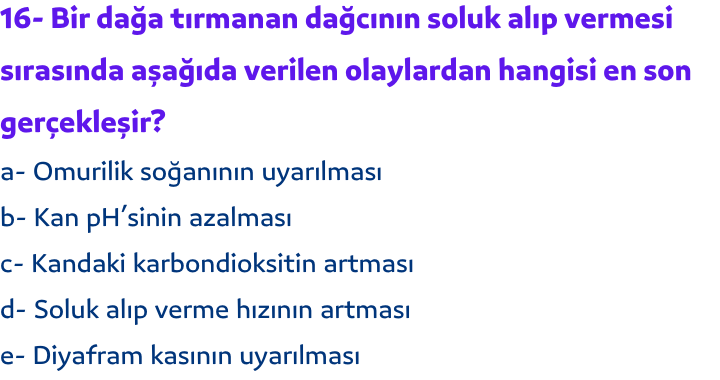 16- Bir dağa tırmanan dağcının soluk alıp vermesi
sırasında aşağıda verilen olaylardan hangisi en son
gerçekleşir?
a- Omurilik soğanının uyarılması
b- Kan pH’sinin azalması
c- Kandaki karbondioksitin artması
d- Soluk alıp verme hızının artması
e- Diyafram kasının uyarılması